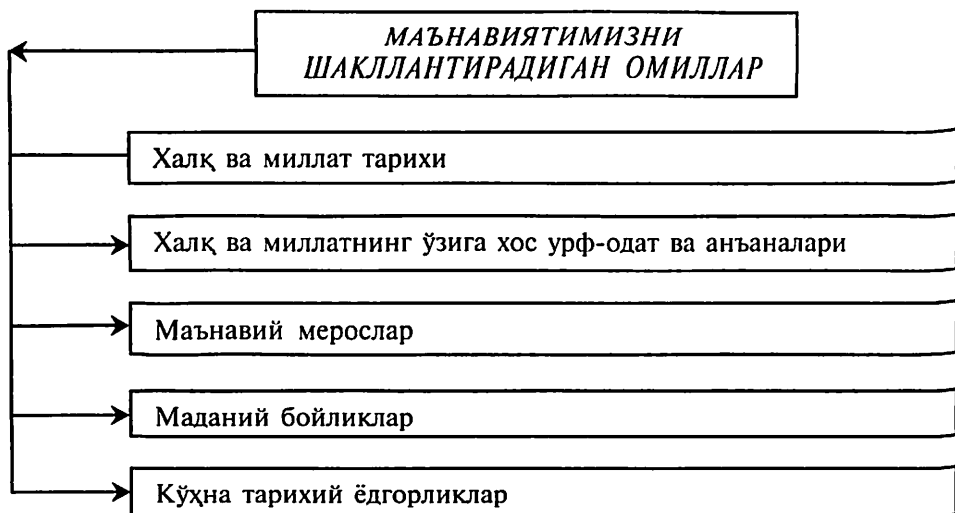 МАЪНАВИЯТИМИЗНИ
ШАКЛЛАНТИРАДИГАН ОМИЛЛАР
Халқ ва миллат тарихи
Халқ ва миллатнинг ўзига хос урф-одат ва анъаналари
Маънавий мерослар
Маданий бойликлар
Кўҳна тарихий ёдгорликлар